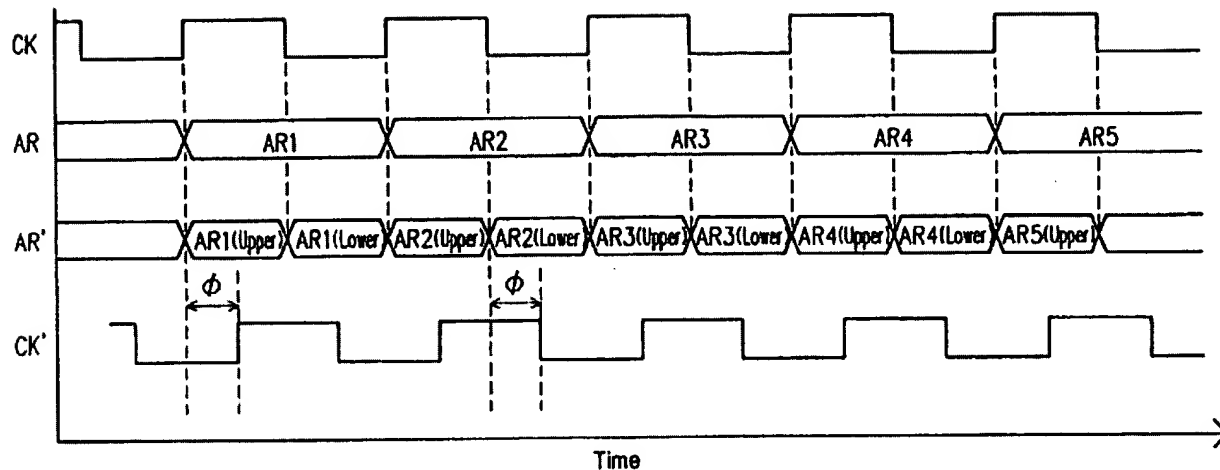 CK
AR AR1 AR2 AR3 AR4 AR5
AR' AR1(Upper) AR1(Lower) AR2(Upper) AR2(Lower) AR3(Upper) AR3(Lower) AR4(Upper) AR4(Lower) AR5(Upper)
ϕ ϕ
CK'
Time